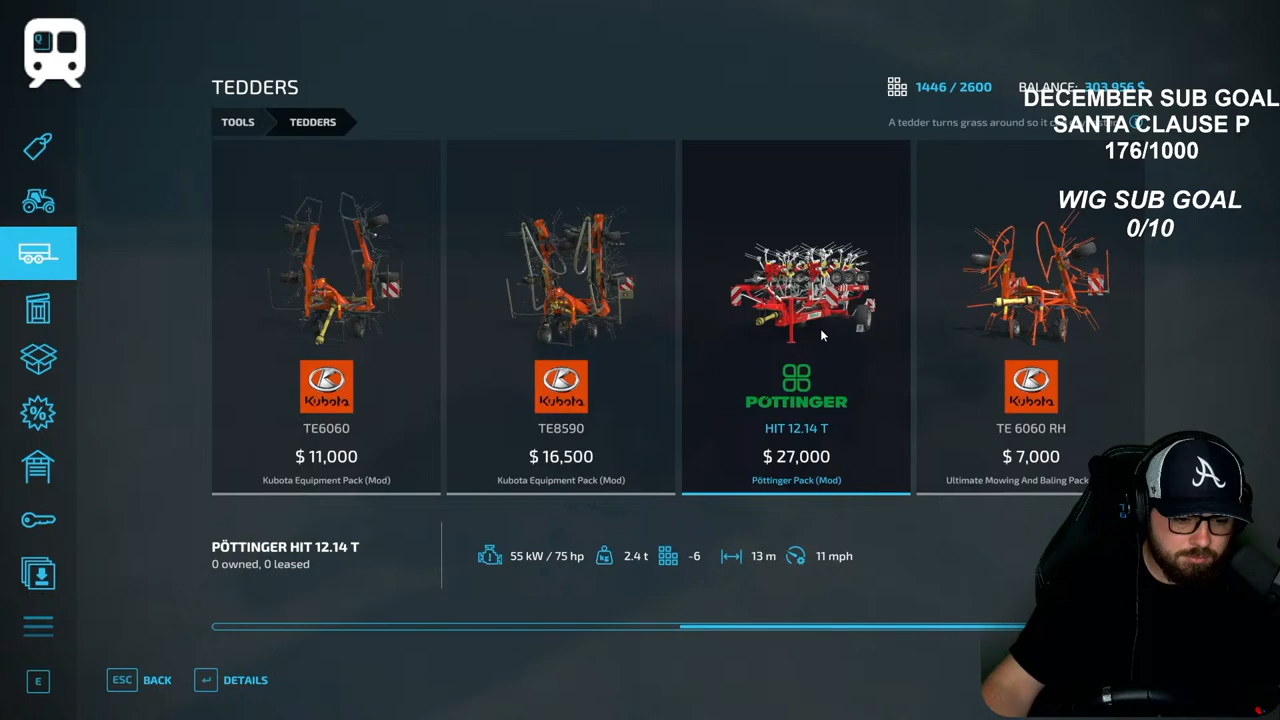 Q
TEDDERS
1446 / 2600
BALANCE: 303 956 $
DECEMBER SUB GOAL
SANTA CLAUSE P
176/1000
WIG SUB GOAL
0/10
TOOLS
TEDDERS
A tedder turns grass around so it
Kubota
TE6060
$ 11,000
Kubota Equipment Pack (Mod)
Kubota
TE8590
$ 16,500
Kubota Equipment Pack (Mod)
PÖTTINGER
HIT 12.14 T
$ 27,000
Pöttinger Pack (Mod)
Kubota
TE 6060 RH
$ 7,000
Ultimate Mowing And Baling Pack
A
PÖTTINGER HIT 12.14 T
0 owned, 0 leased
55 kW / 75 hp
2.4 t
-6
13 m
11 mph
E
ESC BACK
DETAILS